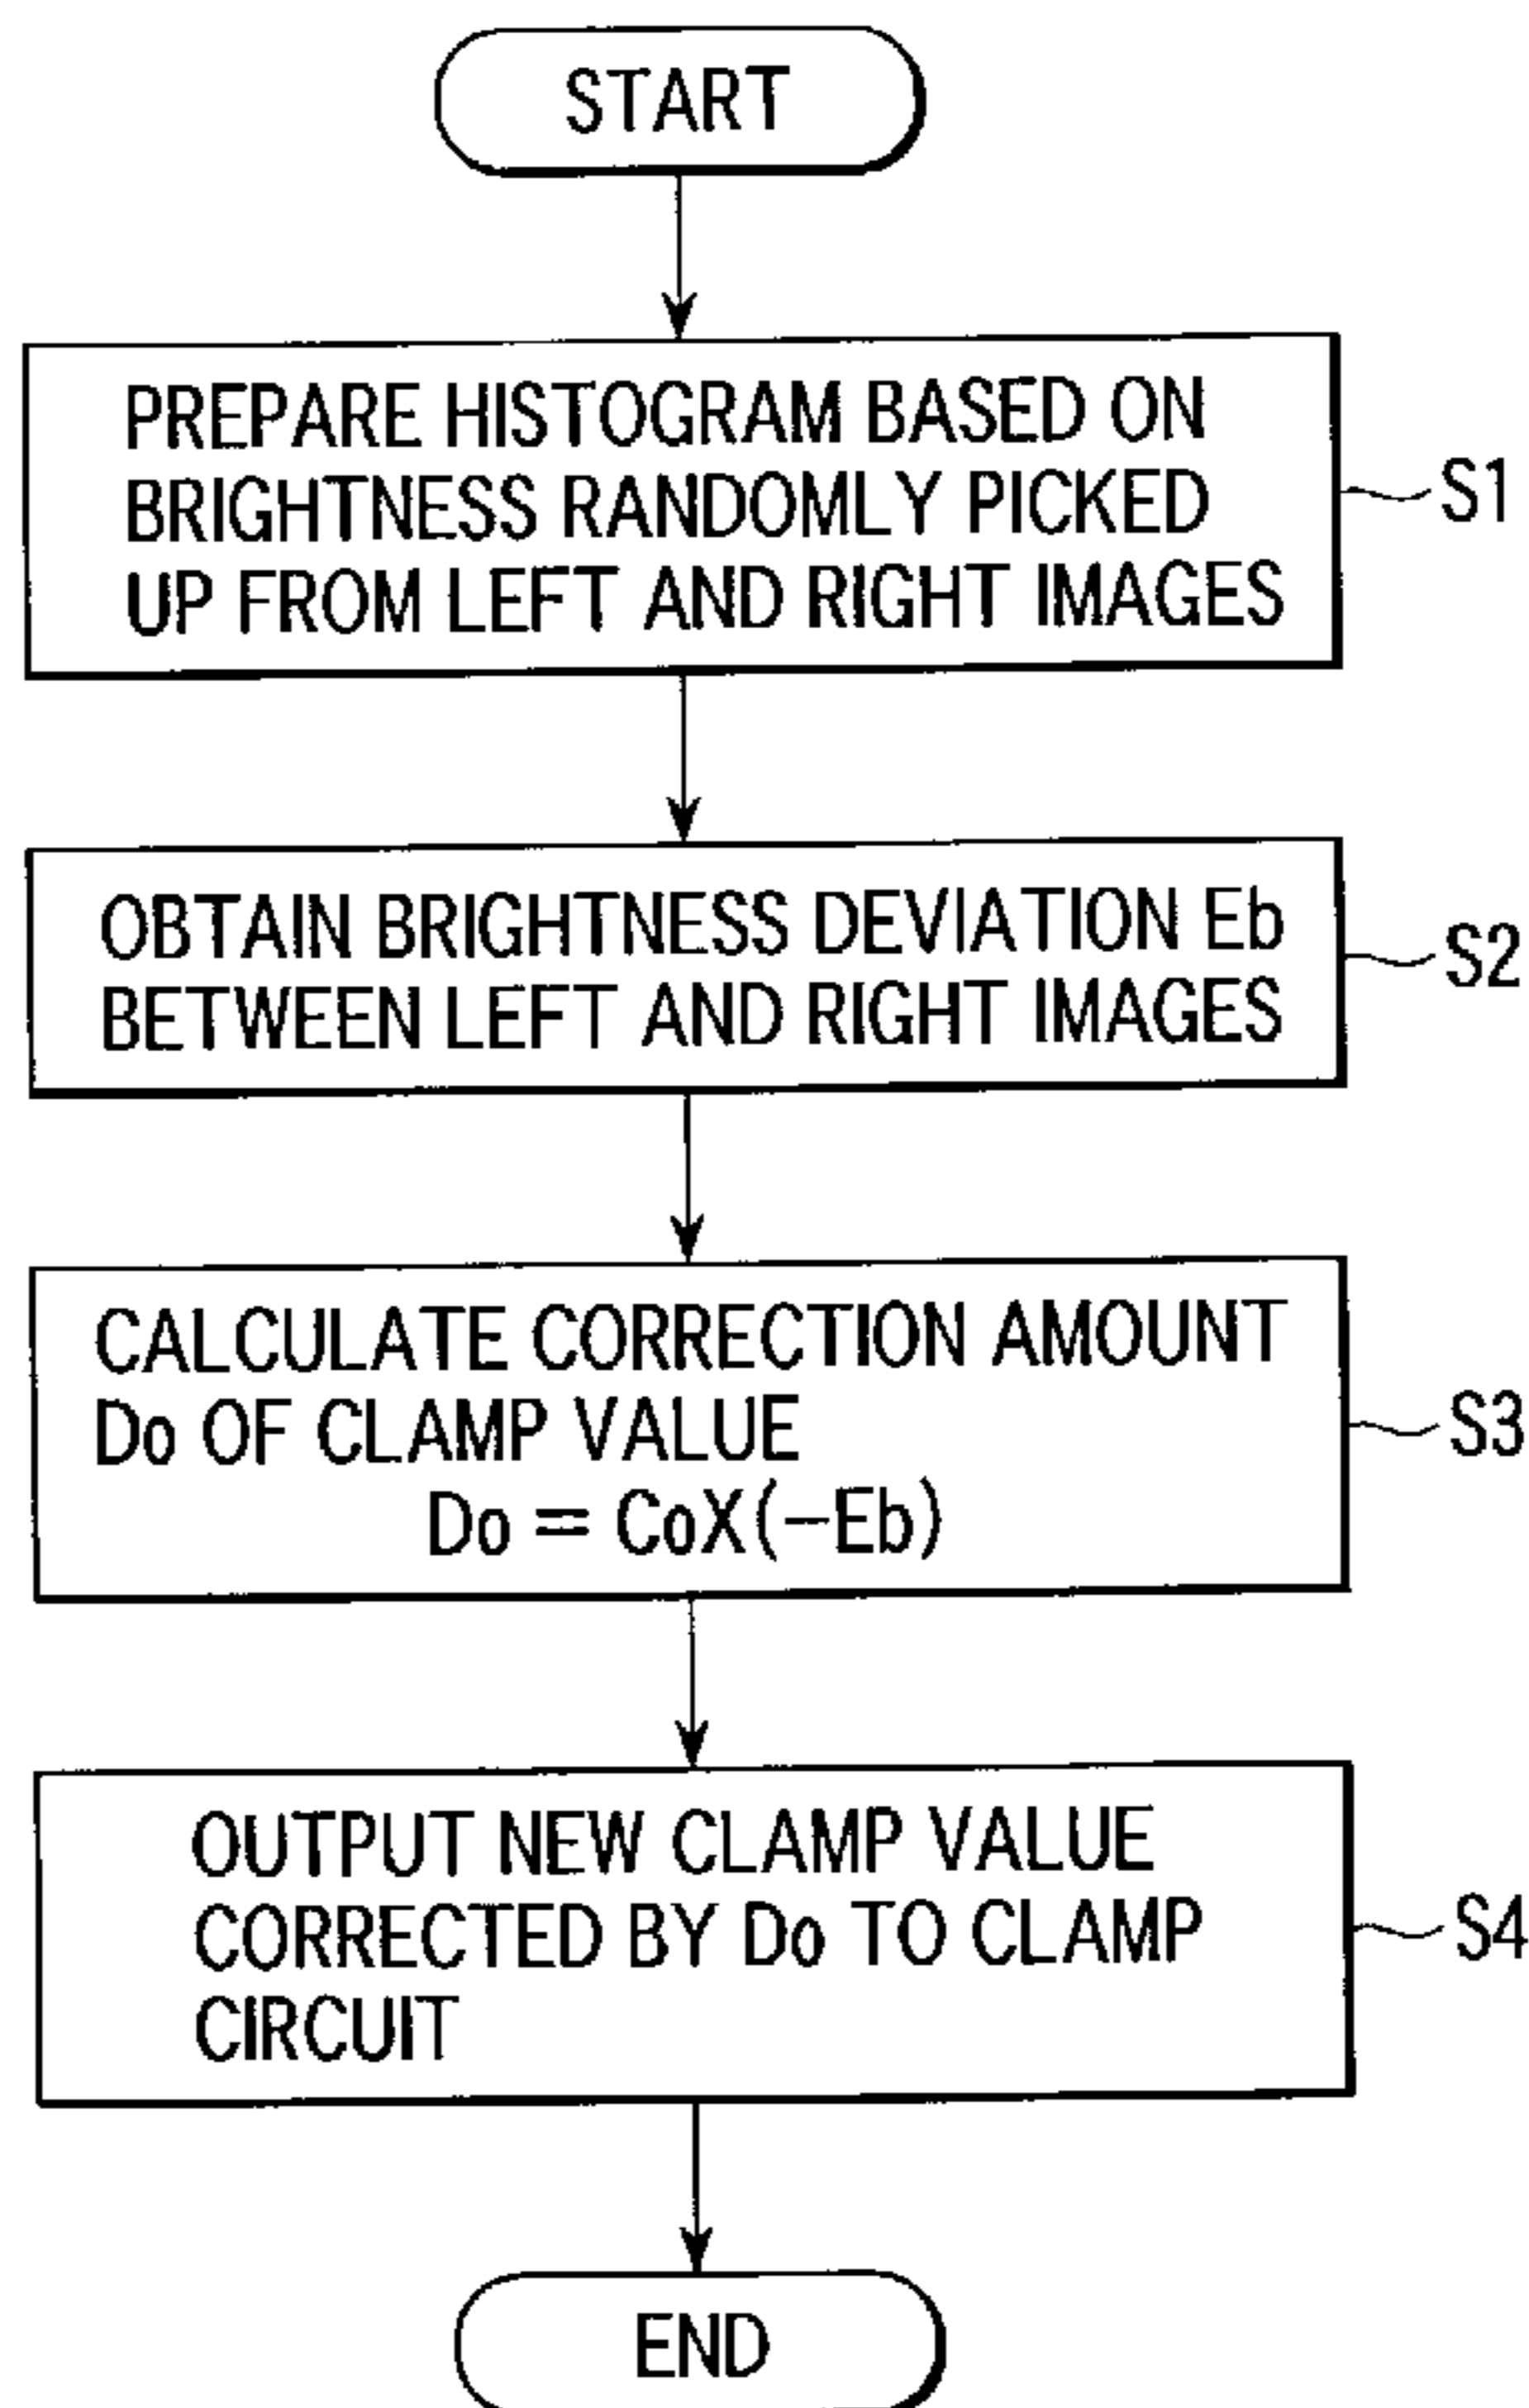 START
PREPARE HISTOGRAM BASED ON
BRIGHTNESS RANDOMLY PICKED
UP FROM LEFT AND RIGHT IMAGES
S1
OBTAIN BRIGHTNESS DEVIATION Eb
BETWEEN LEFT AND RIGHT IMAGES
S2
CALCULATE CORRECTION AMOUNT
Do OF CLAMP VALUE
Do = CoX(-Eb)
S3
OUTPUT NEW CLAMP VALUE
CORRECTED BY Do TO CLAMP
CIRCUIT
S4
END